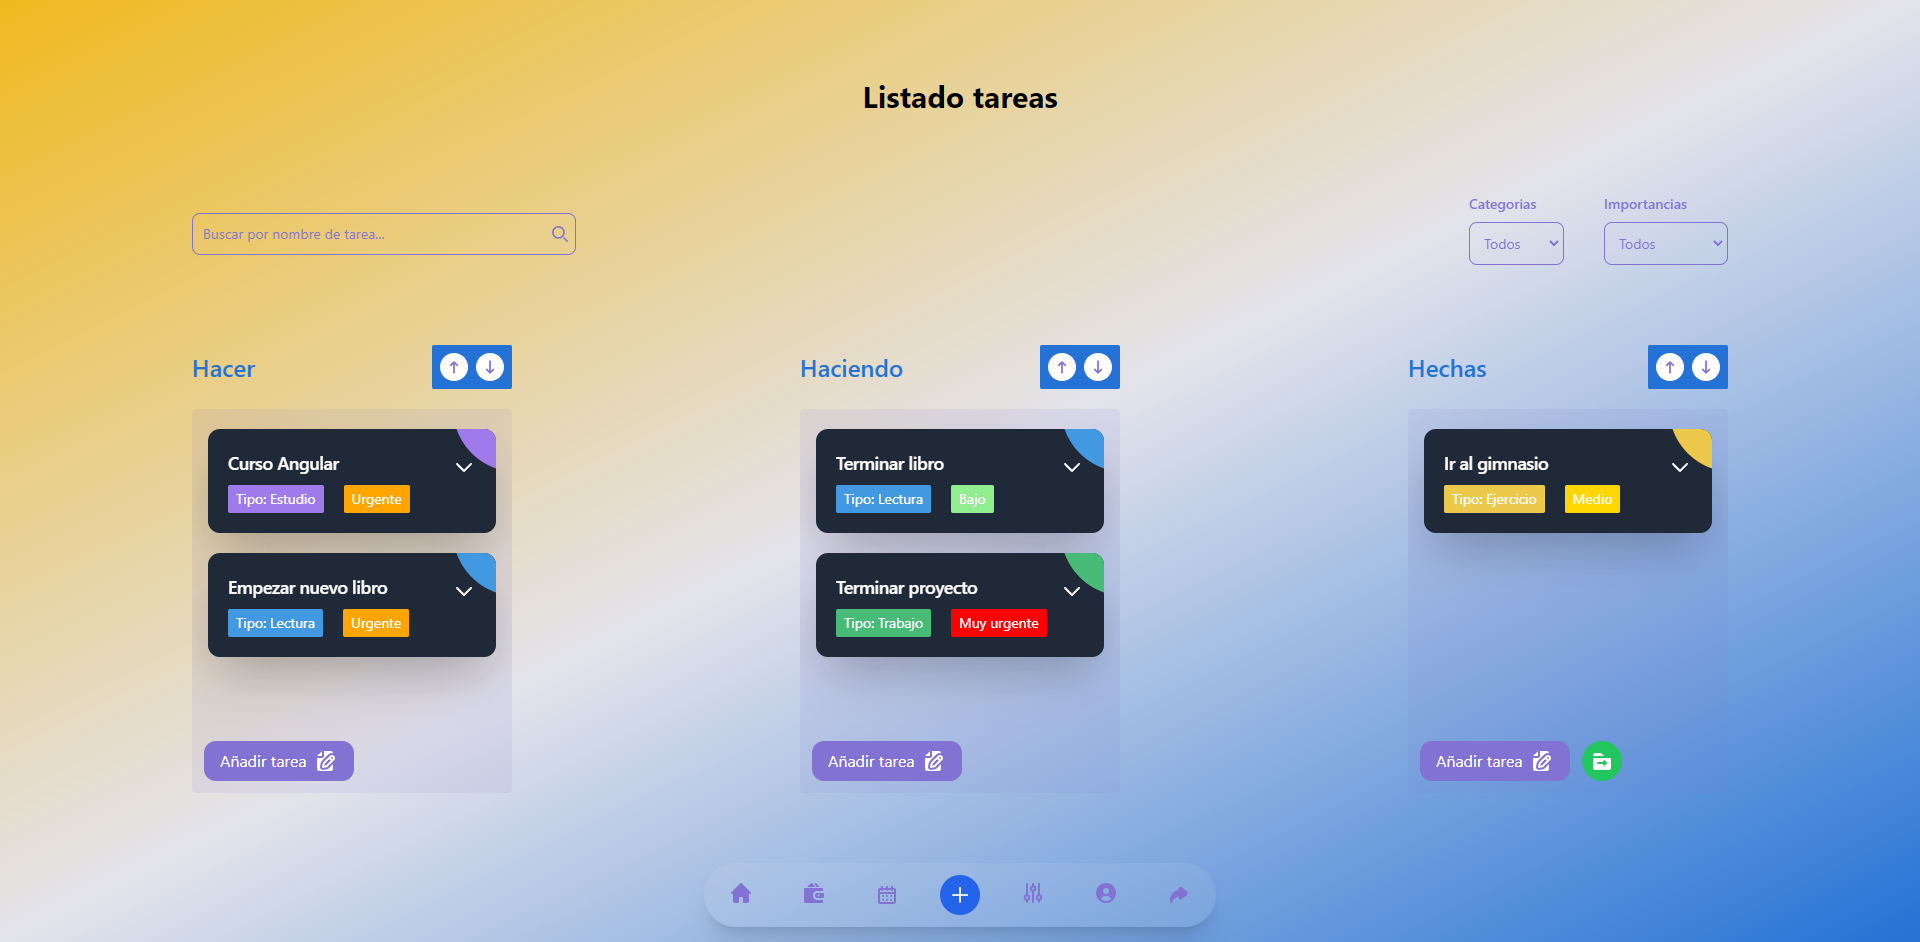 Listado tareas
Buscar por nombre de tarea...
Categorias
Importancias
Todos
Todos
Hacer
Curso Angular
Tipo: Estudio Urgente
Empezar nuevo libro
Tipo: Lectura Urgente
Añadir tarea
Haciendo
Terminar libro
Tipo: Lectura Bajo
Terminar proyecto
Tipo: Trabajo Muy urgente
Añadir tarea
Hechas
Ir al gimnasio
Tipo: Ejercicio Medio
Añadir tarea